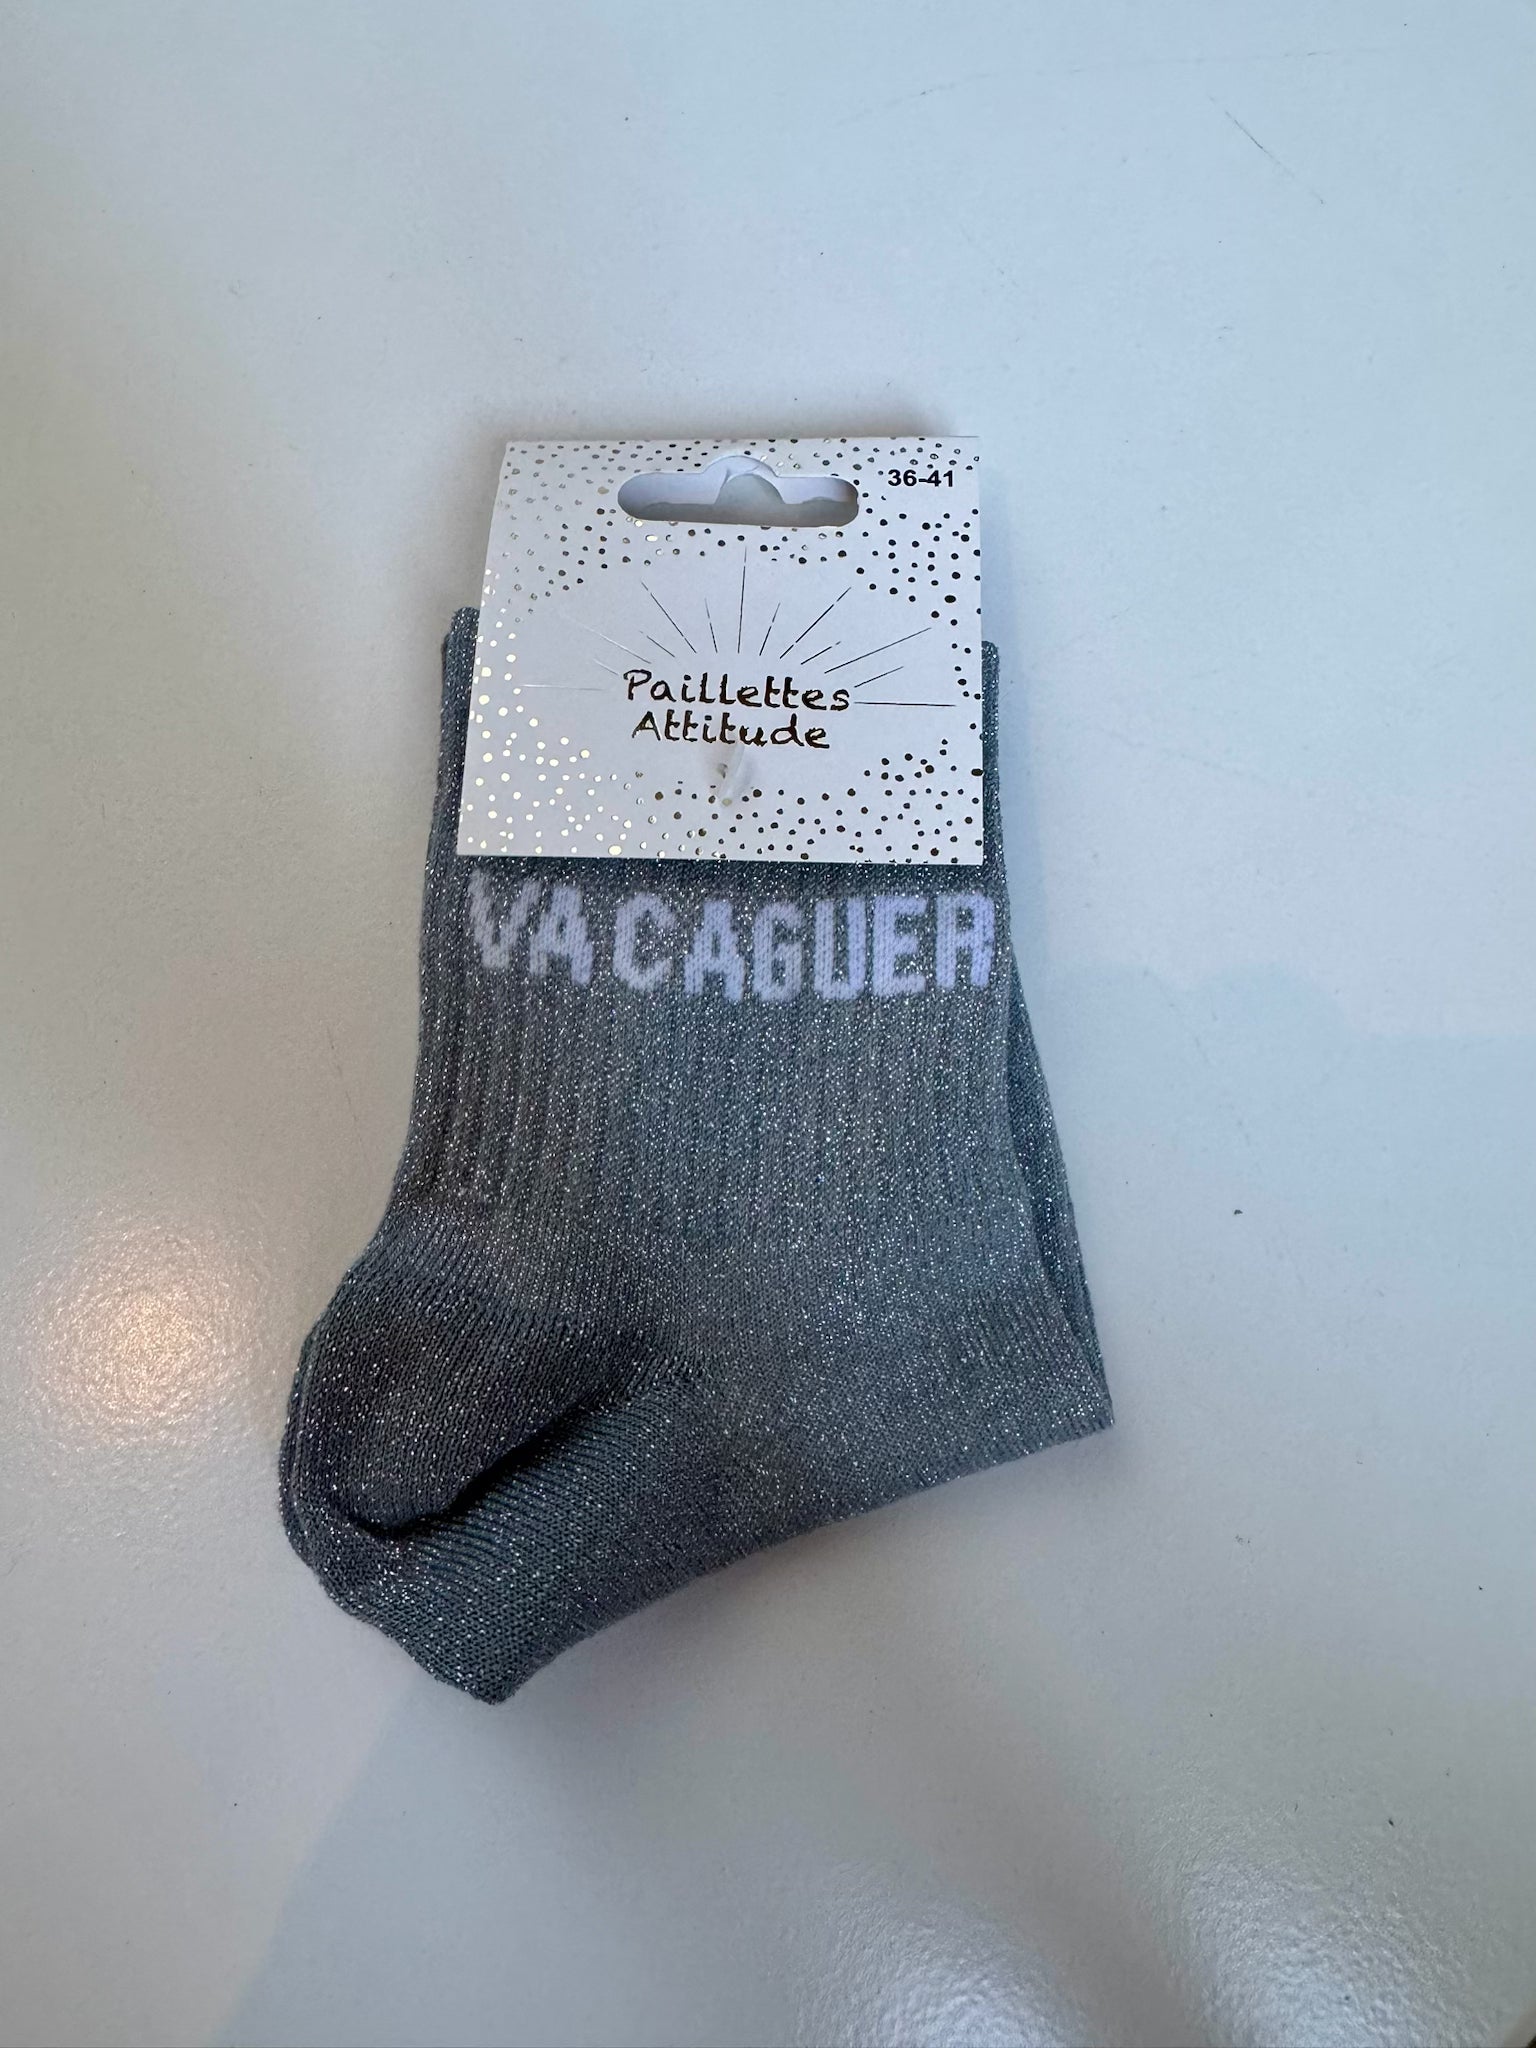 36-41
Paillettes
Attitude
VA CAGUER